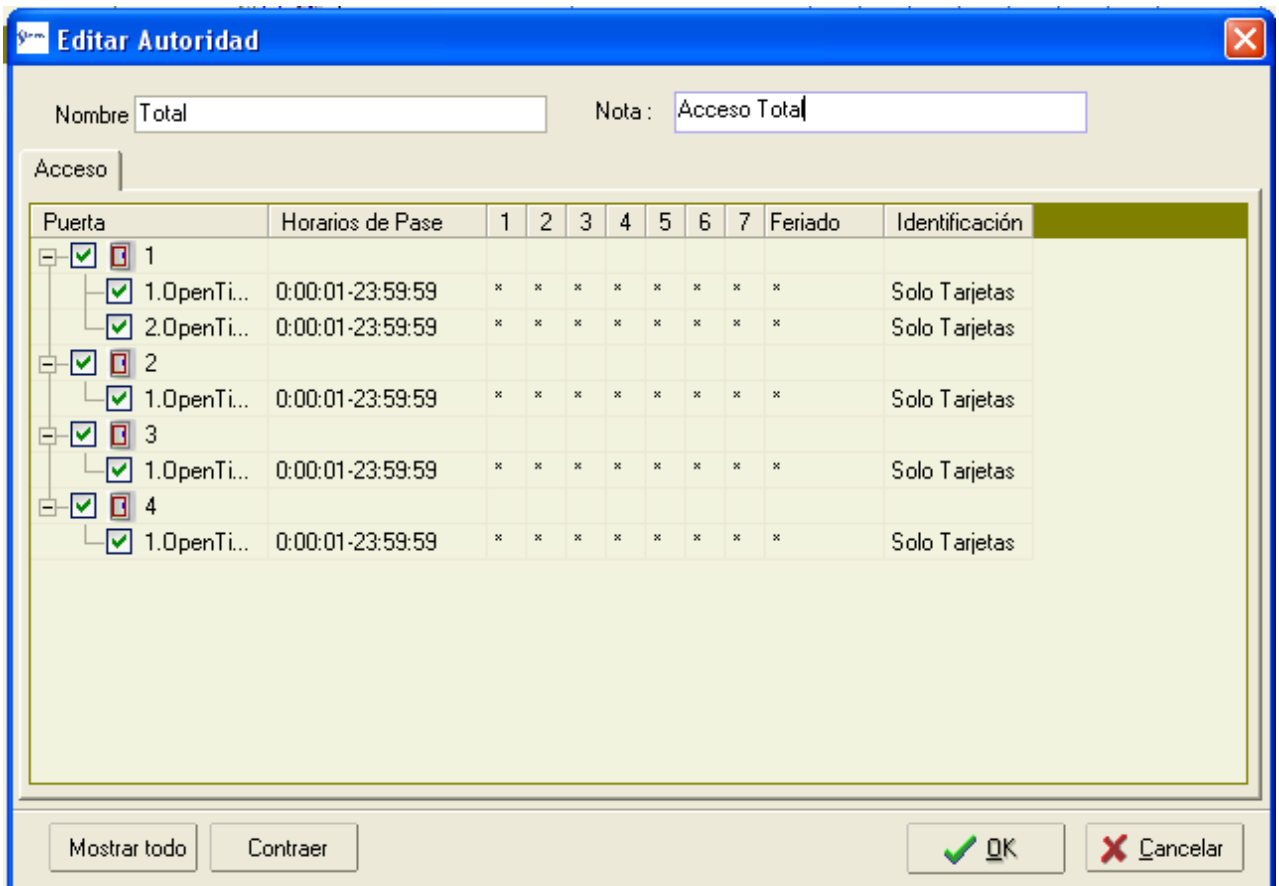 Editar Autoridad
Nombre Total Nota : Acceso Total
Acceso
Puerta Horarios de Pase 1 2 3 4 5 6 7 Feriado Identificación
1
1.OpenTi... 0:00:01-23:59:59 * * * * * * * * Solo Tarjetas
2.OpenTi... 0:00:01-23:59:59 * * * * * * * * Solo Tarjetas
2
1.OpenTi... 0:00:01-23:59:59 * * * * * * * * Solo Tarjetas
3
1.OpenTi... 0:00:01-23:59:59 * * * * * * * * Solo Tarjetas
4
1.OpenTi... 0:00:01-23:59:59 * * * * * * * * Solo Tarjetas
Mostrar todo Contraer OK Cancelar